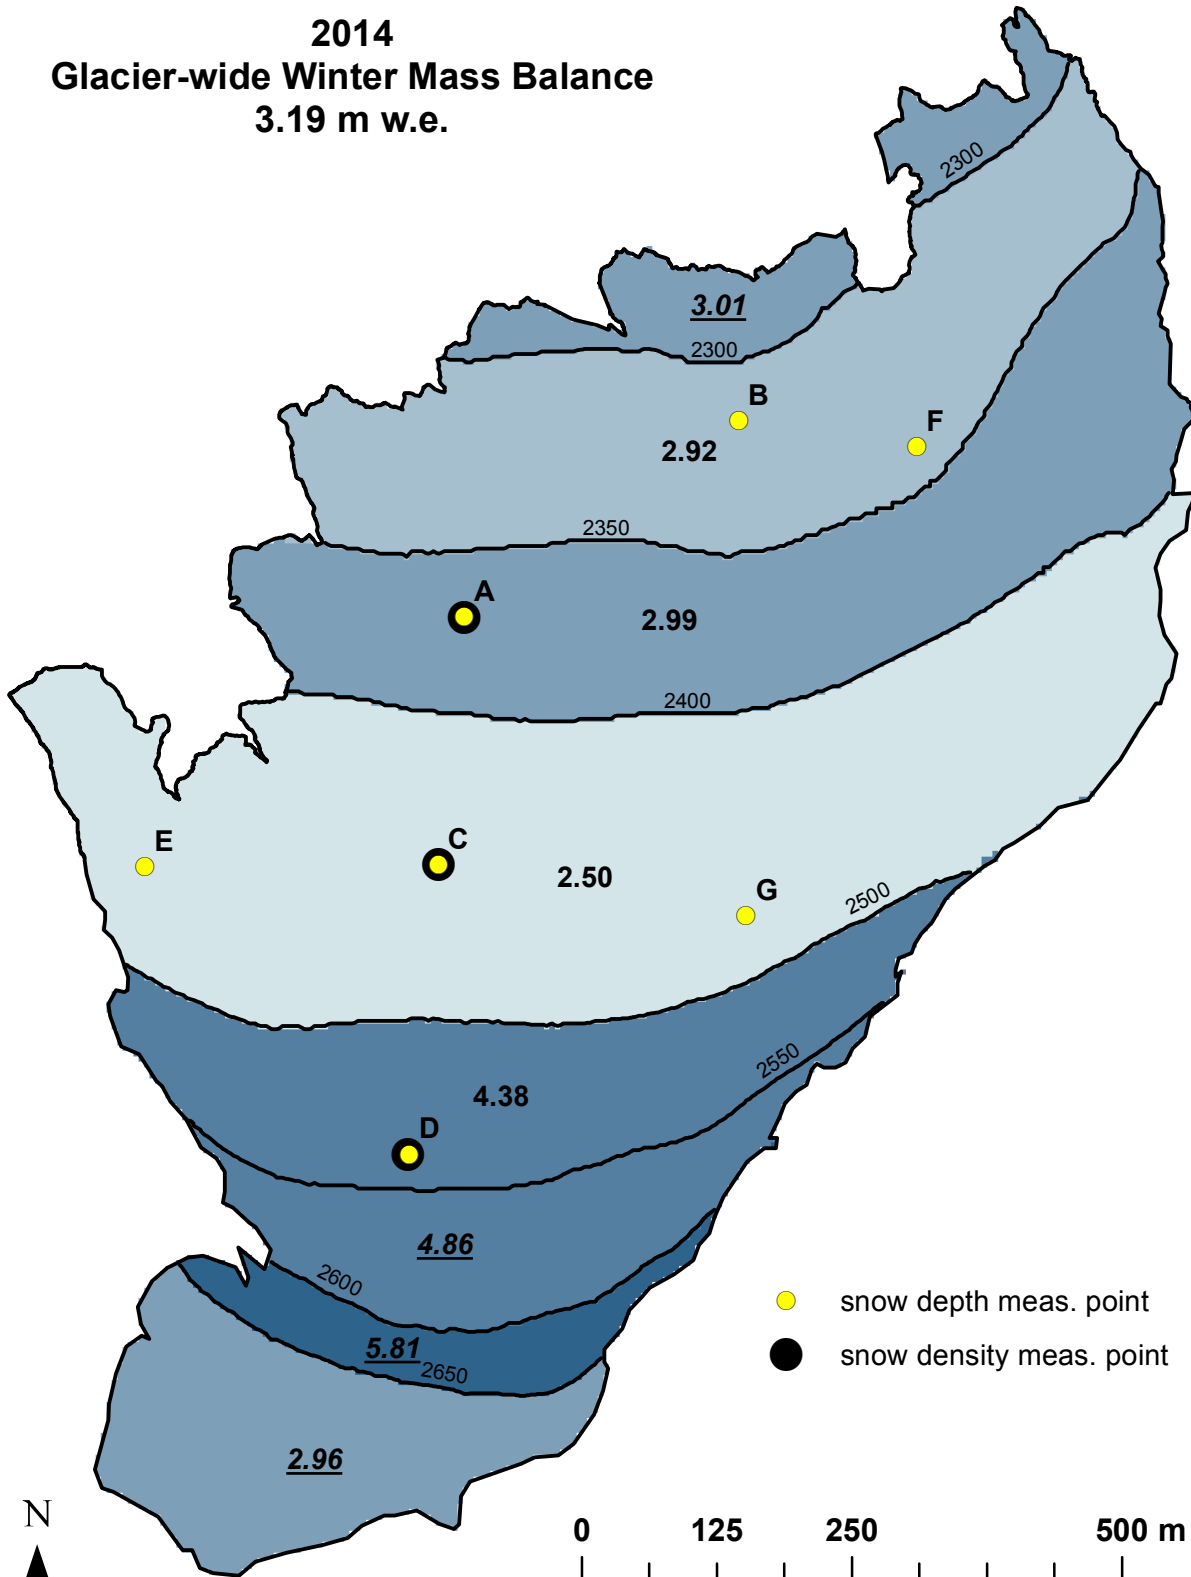 2014
Glacier-wide Winter Mass Balance
3.19 m w.e.
2300
3.01
2300
B
F
2.92
2350
A
2.99
2400
E
C
2.50
G
2500
2550
4.38
D
4.86
2600
5.81
2650
2.96
snow depth meas. point
snow density meas. point
N
0 125 250 500 m